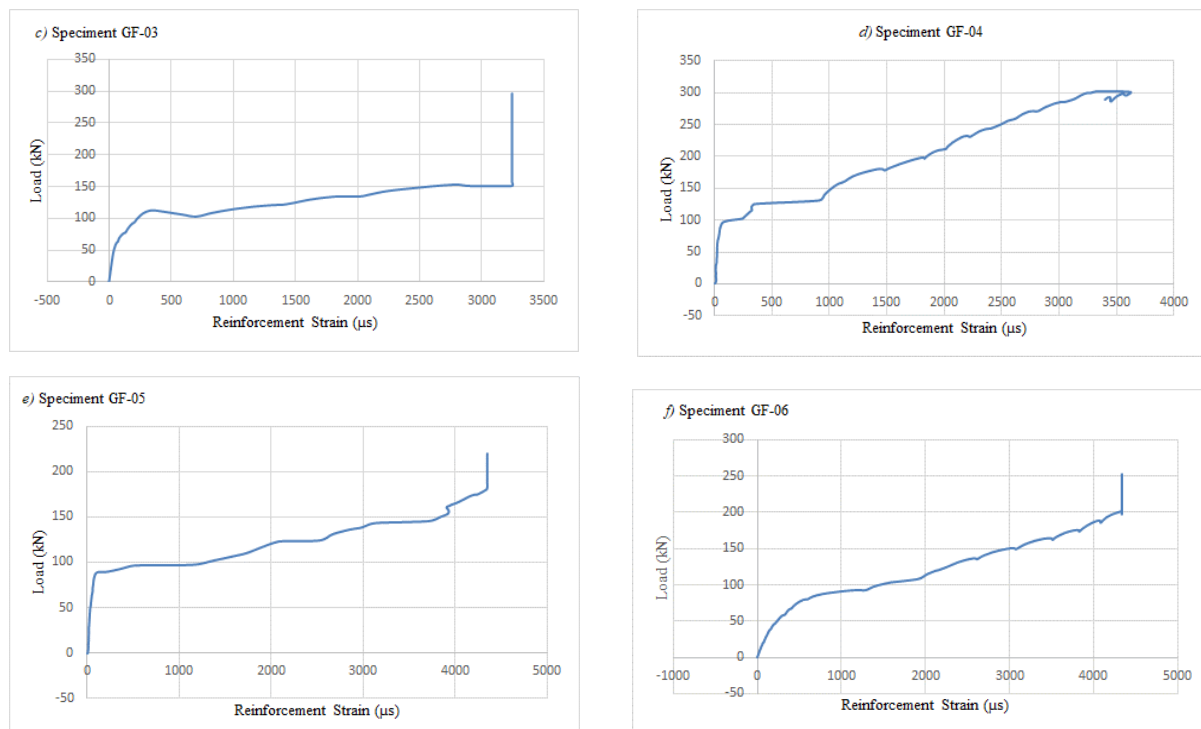 c) Speciment GF-03
350
300
250
200
150
100
50
0
-500 0 500 1000 1500 2000 2500 3000 3500
Load (kN)
Reinforcement Strain (µs)
d) Speciment GF-04
350
300
250
200
150
100
50
0
-50
0 500 1000 1500 2000 2500 3000 3500 4000
Load (kN)
Reinforcement Strain (µs)
e) Speciment GF-05
250
200
150
100
50
0
-50
0 1000 2000 3000 4000 5000
Load (kN)
Reinforcement Strain (µs)
f) Speciment GF-06
300
250
200
150
100
50
0
-50
-1000 0 1000 2000 3000 4000 5000
Load (kN)
Reinforcement Strain (µs)